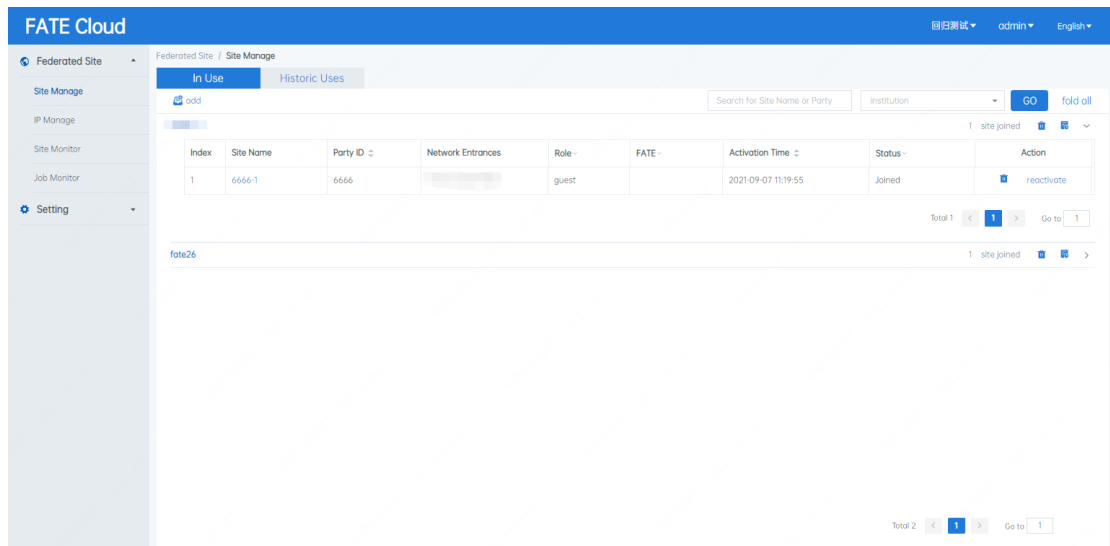 FATE Cloud 回归测试 admin English
Federated Site
Site Manage
IP Manage
Site Monitor
Job Monitor
Setting
Federated Site / Site Manage
In Use Historic Uses
add Search for Site Name or Party Institution GO fold all
1 site joined
Index Site Name Party ID Network Entrances Role FATE Activation Time Status Action
1 6666-1 6666 guest 2021-09-07 11:19:55 Joined reactivate
Total 1 < 1 > Go to 1
fate26 1 site joined >
Total 2 < 1 > Go to 1